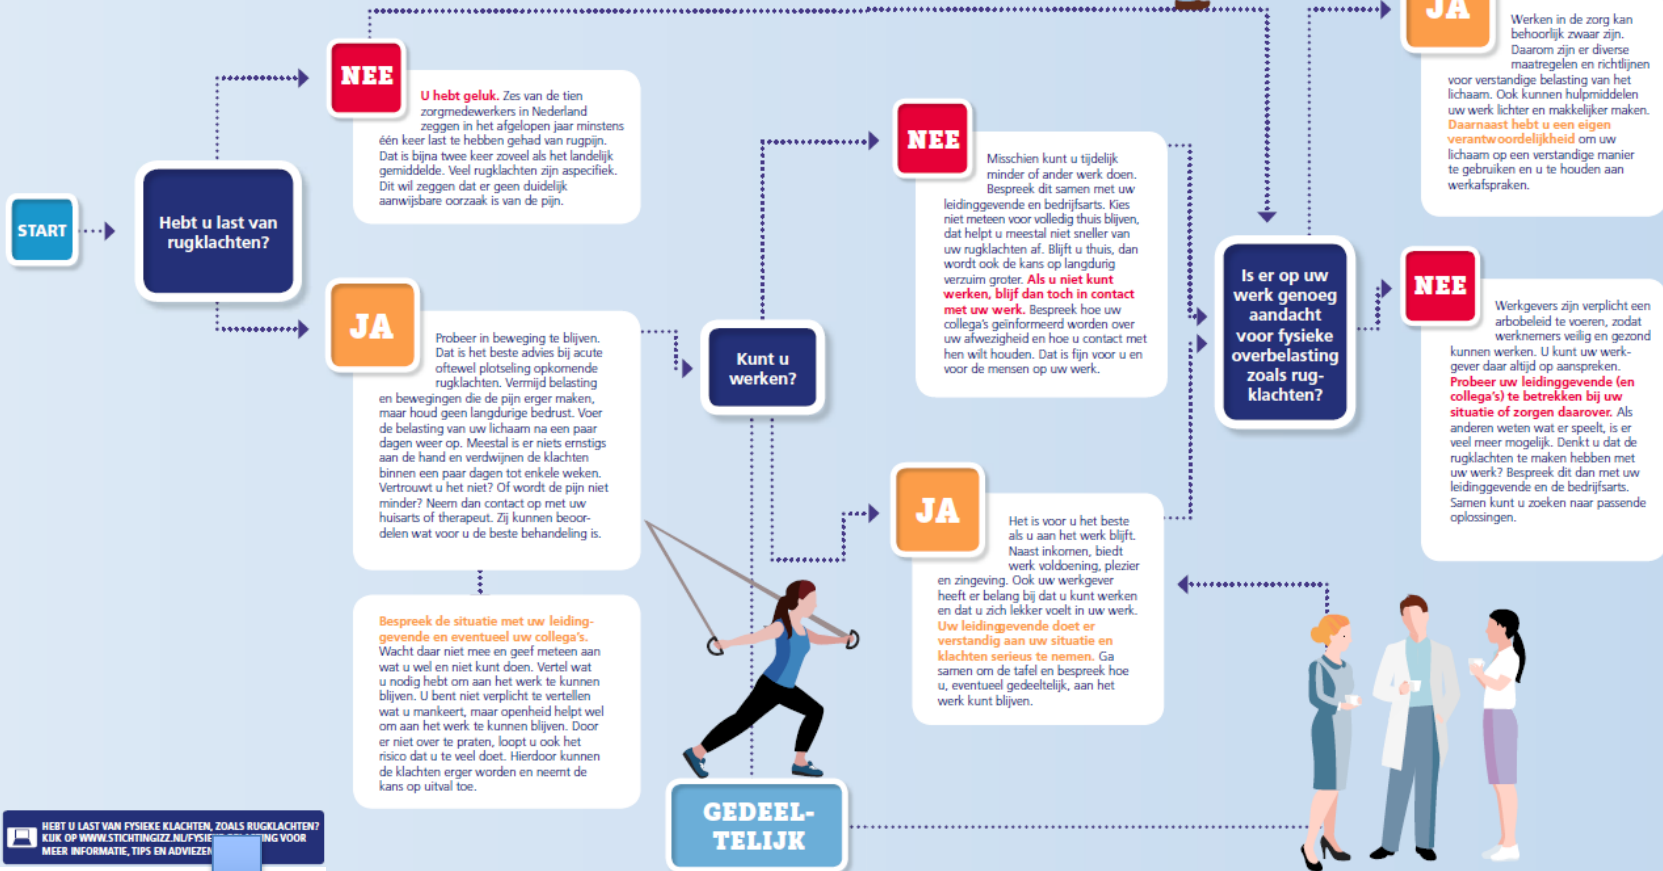 START
Hebt u last van
rugklachten?
NEE
U hebt geluk. Zes van de tien
zorgmedewerkers in Nederland
zeggen in het afgelopen jaar minstens
één keer last te hebben gehad van rugpijn.
Dat is bijna twee keer zoveel als het landelijk
gemiddelde. Veel rugklachten zijn aspecifiek.
Dit wil zeggen dat er geen duidelijk
aanwijsbare oorzaak is van de pijn.
JA
Probeer in beweging te blijven.
Dat is het beste advies bij acute
oftewel plotseling opkomende
rugklachten. Vermijd belasting
en bewegingen die de pijn erger maken,
maar houd geen langdurige bedrust. Voer
de belasting van uw lichaam na een paar
dagen weer op. Meestal is er niets ernstigs
aan de hand en verdwijnen de klachten
binnen een paar dagen tot enkele weken.
Vertrouwt u het niet? Of wordt de pijn niet
minder? Neem dan contact op met uw
huisarts of therapeut. Zij kunnen beoor-
delen wat voor u de beste behandeling is.
Bespreek de situatie met uw leiding-
gevende en eventueel uw collega's.
Wacht daar niet mee en geef meteen aan
wat u wel en niet kunt doen. Vertel wat
u nodig hebt om aan het werk te kunnen
blijven. U bent niet verplicht te vertellen
wat u mankeert, maar openheid helpt wel
om aan het werk te kunnen blijven. Door
er niet over te praten, loopt u ook het
risico dat u te veel doet. Hierdoor kunnen
de klachten erger worden en neemt de
kans op uitval toe.
HEBT U LAST VAN FYSIEKE KLACHTEN, ZOALS RUGKLACHTEN?
KIJK OP WWW.STICHTINGIZZ.NL/FYSIE NG VOOR
MEER INFORMATIE, TIPS EN ADVIEZEN
Kunt u
werken?
NEE
Misschien kunt u tijdelijk
minder of ander werk doen.
Bespreek dit samen met uw
leidinggevende en bedrijfsarts. Kies
niet meteen voor volledig thuis blijven,
dat helpt u meestal niet sneller van
uw rugklachten af. Blijft u thuis, dan
wordt ook de kans op langdurig
verzuim groter. Als u niet kunt
werken, blijf dan toch in contact
met uw werk. Bespreek hoe uw
collega's geïnformeerd worden over
uw afwezigheid en hoe u contact met
hen wilt houden. Dat is fijn voor u en
voor de mensen op uw werk.
JA
Het is voor u het beste
als u aan het werk blijft.
Naast inkomen, biedt
werk voldoening, plezier
en zingeving. Ook uw werkgever
heeft er belang bij dat u kunt werken
en dat u zich lekker voelt in uw werk.
Uw leidinggevende doet er
verstandig aan uw situatie en
klachten serieus te nemen. Ga
samen om de tafel en bespreek hoe
u, eventueel gedeeltelijk, aan het
werk kunt blijven.
GEDEEL-
TELIJK
Is er op uw
werk genoeg
aandacht
voor fysieke
overbelasting
zoals rug-
klachten?
JA
Werken in de zorg kan
behoorlijk zwaar zijn.
Daarom zijn er diverse
maatregelen en richtlijnen
voor verstandige belasting van het
lichaam. Ook kunnen hulpmiddelen
uw werk lichter en makkelijker maken.
Daarnaast hebt u een eigen
verantwoordelijkheid om uw
lichaam op een verstandige manier
te gebruiken en u te houden aan
werkafspraken.
NEE
Werkgevers zijn verplicht een
arbobeleid te voeren, zodat
werknemers veilig en gezond
kunnen werken. U kunt uw werk-
gever daar altijd op aanspreken.
Probeer uw leidinggevende (en
collega's) te betrekken bij uw
situatie of zorgen daarover. Als
anderen weten wat er speelt, is er
veel meer mogelijk. Denkt u dat de
rugklachten te maken hebben met
uw werk? Bespreek dit dan met uw
leidinggevende en de bedrijfsarts.
Samen kunt u zoeken naar passende
oplossingen.